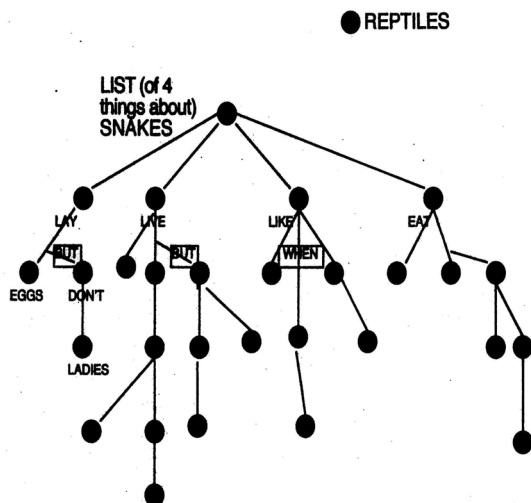 REPTILES
LIST (of 4
things about)
SNAKES
LAY
LIVE
LIKE
EAT
BUT
BUT
WHEN
EGGS
DON'T
LADIES